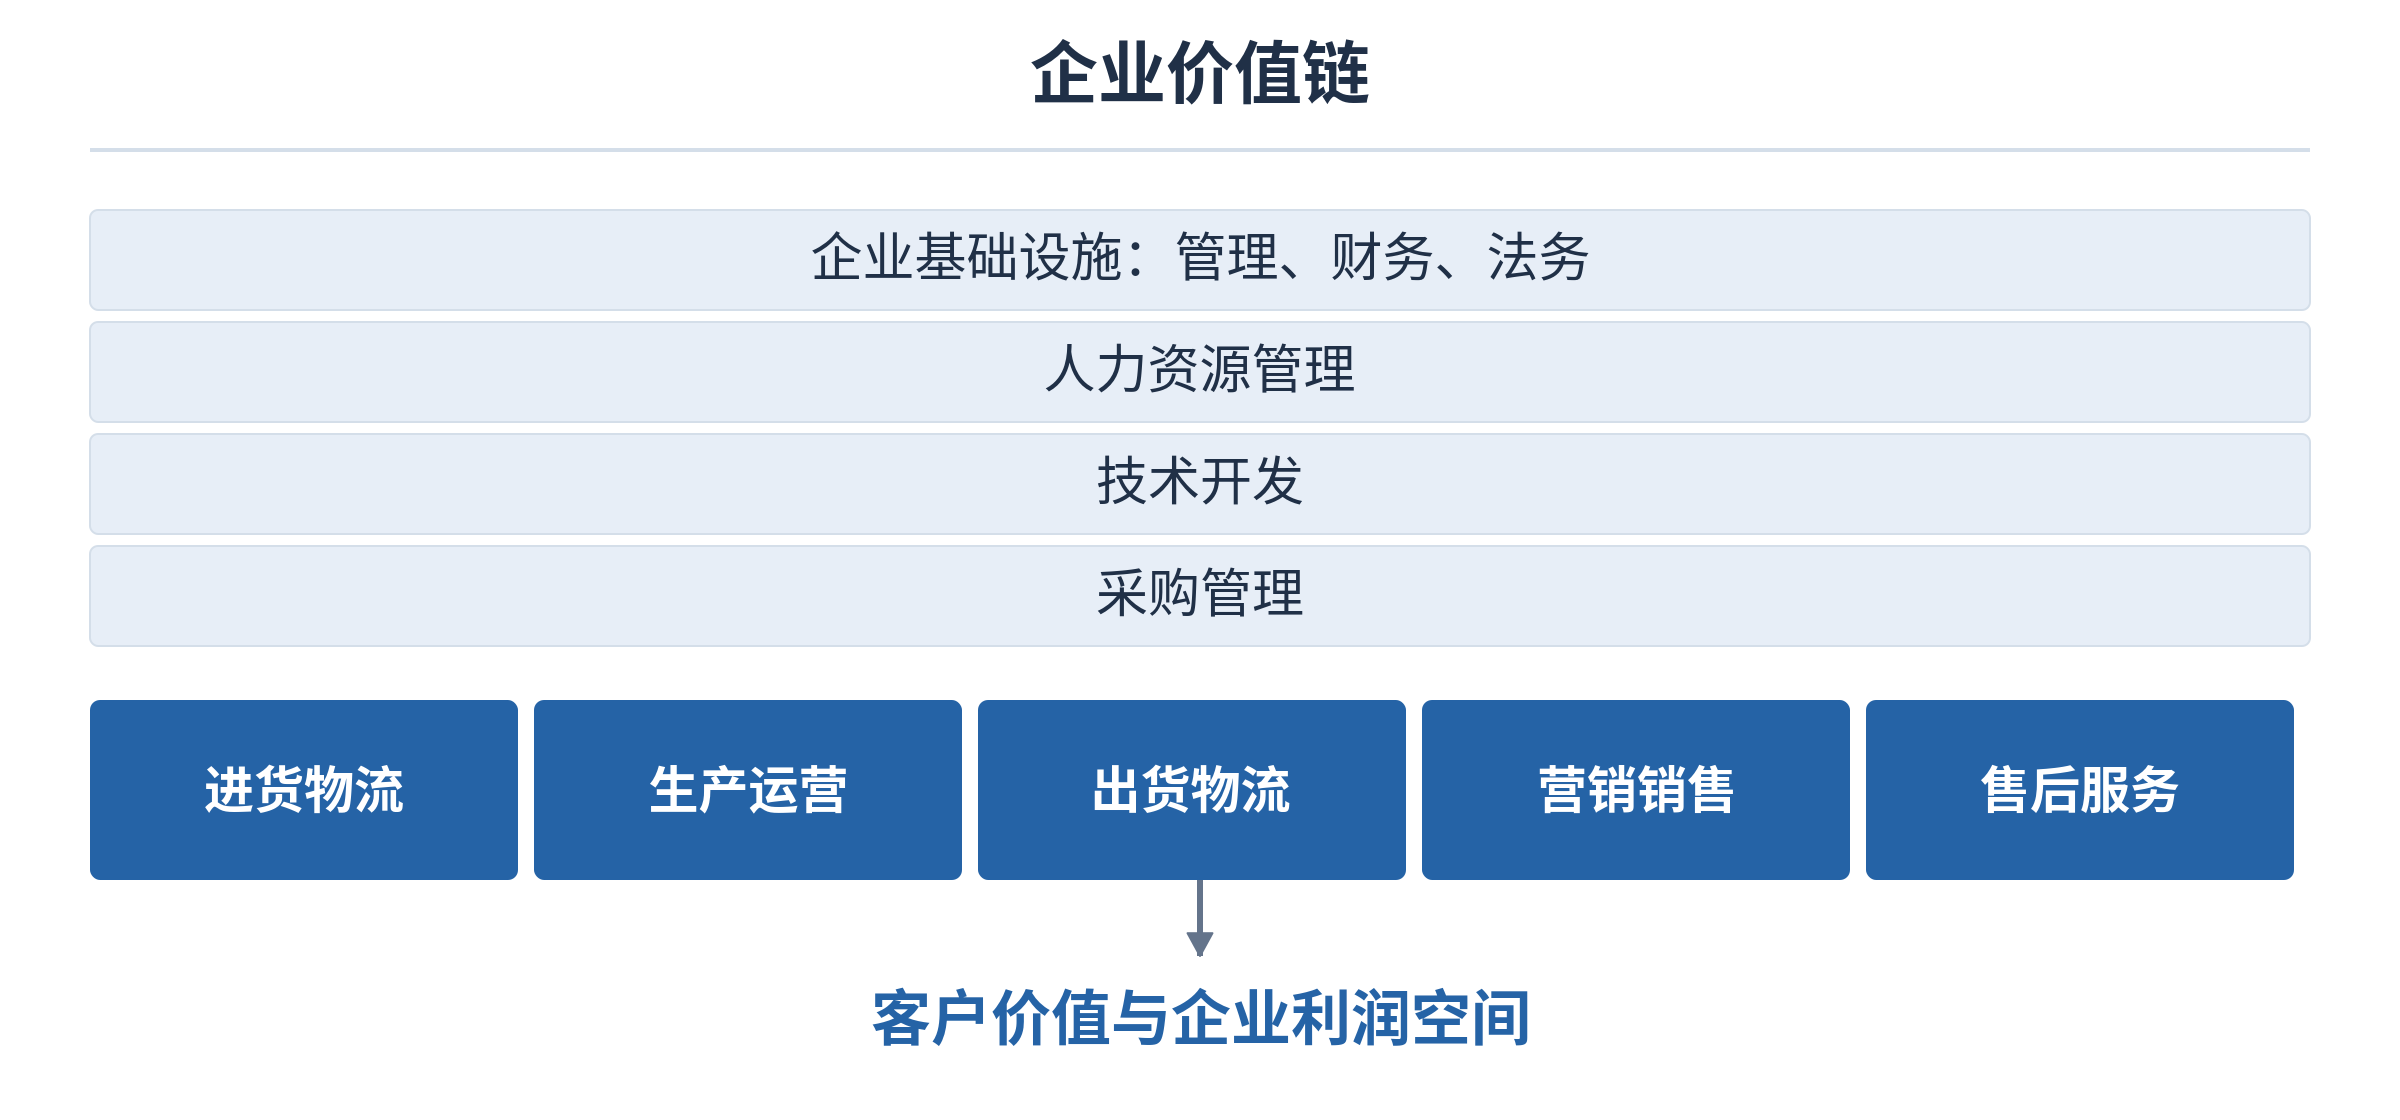 企业价值链
企业基础设施：管理、财务、法务
人力资源管理
技术开发
采购管理
进货物流
生产运营
出货物流
营销销售
售后服务
客户价值与企业利润空间